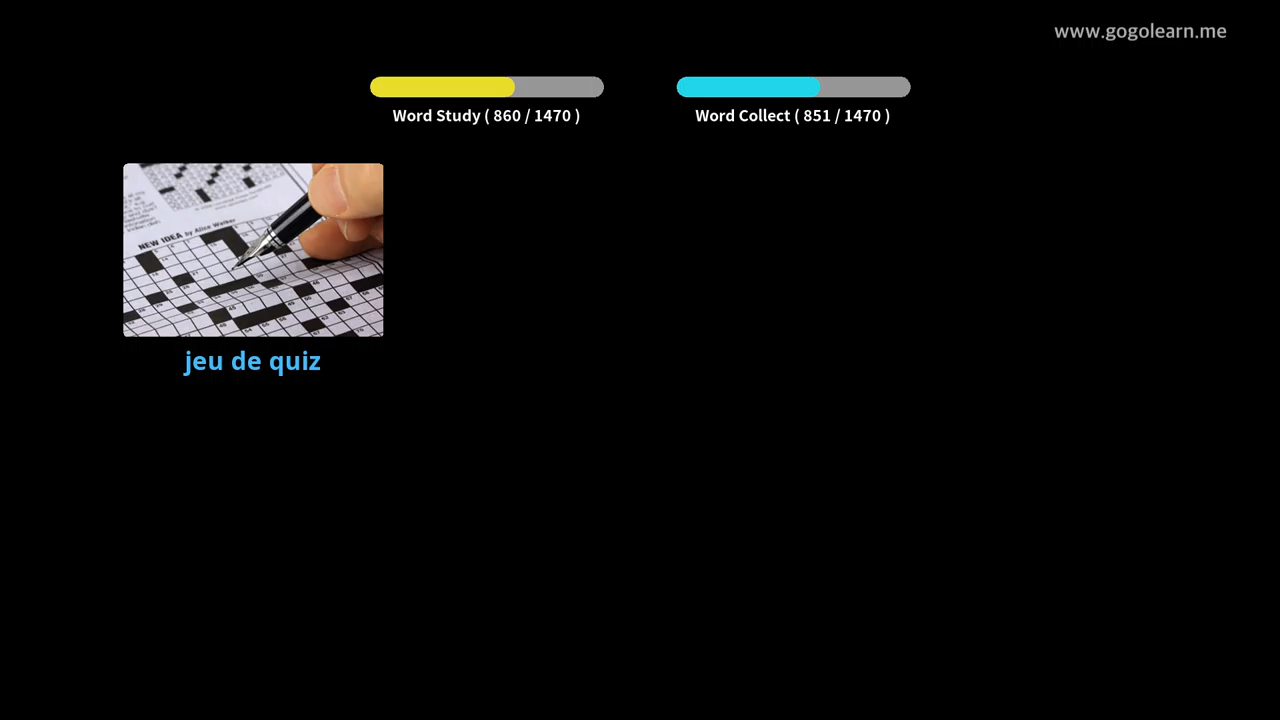 www.gogolearn.me
Word Study ( 860 / 1470 )
Word Collect ( 851 / 1470 )
NEW IDEA by Alice Walker
jeu de quiz